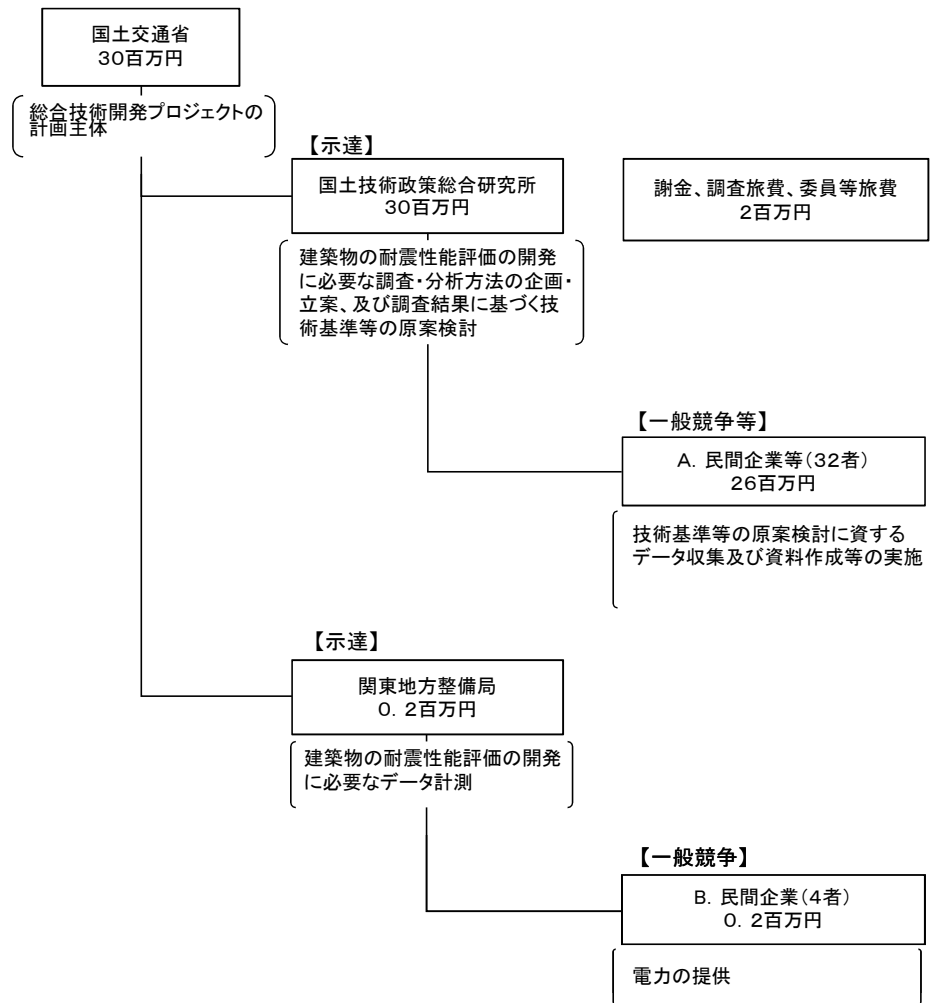 国土交通省
30百万円
総合技術開発プロジェクトの
計画主体
【示達】
国土技術政策総合研究所
30百万円
謝金、調査旅費、委員等旅費
2百万円
建築物の耐震性能評価の開発
に必要な調査・分析方法の企画・
立案、及び調査結果に基づく技
術基準等の原案検討
【一般競争等】
A. 民間企業等(32者)
26百万円
技術基準等の原案検討に資する
データ収集及び資料作成等の実施
【示達】
関東地方整備局
0. 2百万円
建築物の耐震性能評価の開発
に必要なデータ計測
【一般競争】
B. 民間企業(4者)
0. 2百万円
電力の提供